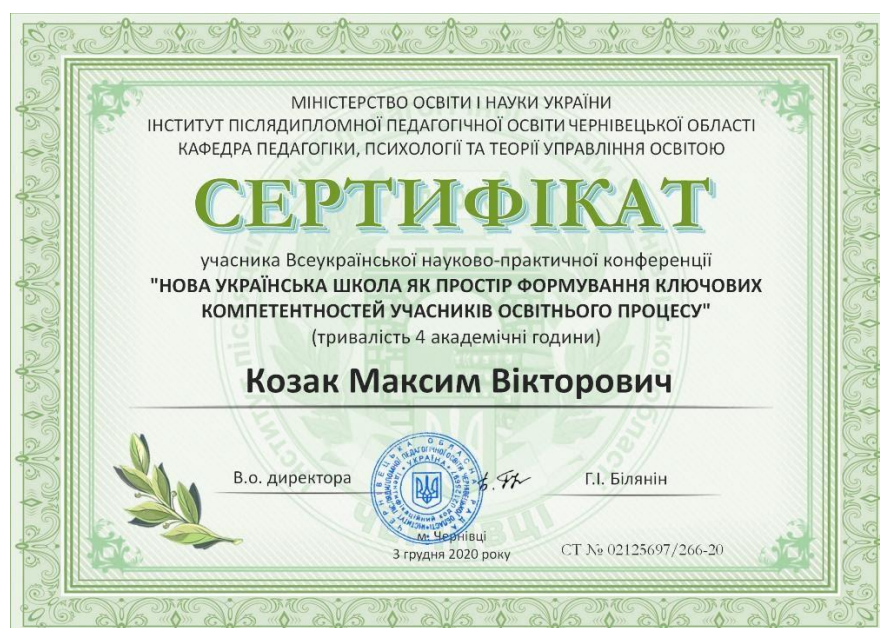 МІНІСТЕРСТВО ОСВІТИ І НАУКИ УКРАЇНИ
ІНСТИТУТ ПІСЛЯДИПЛОМНОЇ ПЕДАГОГІЧНОЇ ОСВІТИ ЧЕРНІВЕЦЬКОЇ ОБЛАСТІ
КАФЕДРА ПЕДАГОГІКИ, ПСИХОЛОГІЇ ТА ТЕОРІЇ УПРАВЛІННЯ ОСВІТОЮ
СЕРТИФІКАТ
учасника Всеукраїнської науково-практичної конференції
"НОВА УКРАЇНСЬКА ШКОЛА ЯК ПРОСТІР ФОРМУВАННЯ КЛЮЧОВИХ
КОМПЕТЕНТНОСТЕЙ УЧАСНИКІВ ОСВІТНЬОГО ПРОЦЕСУ"
(тривалість 4 академічні години)
Козак Максим Вікторович
В.о. директора
Г.І. Білянін
УКРАЇНА
м. Чернівці
3 грудня 2020 року
СТ № 02125697/266-20